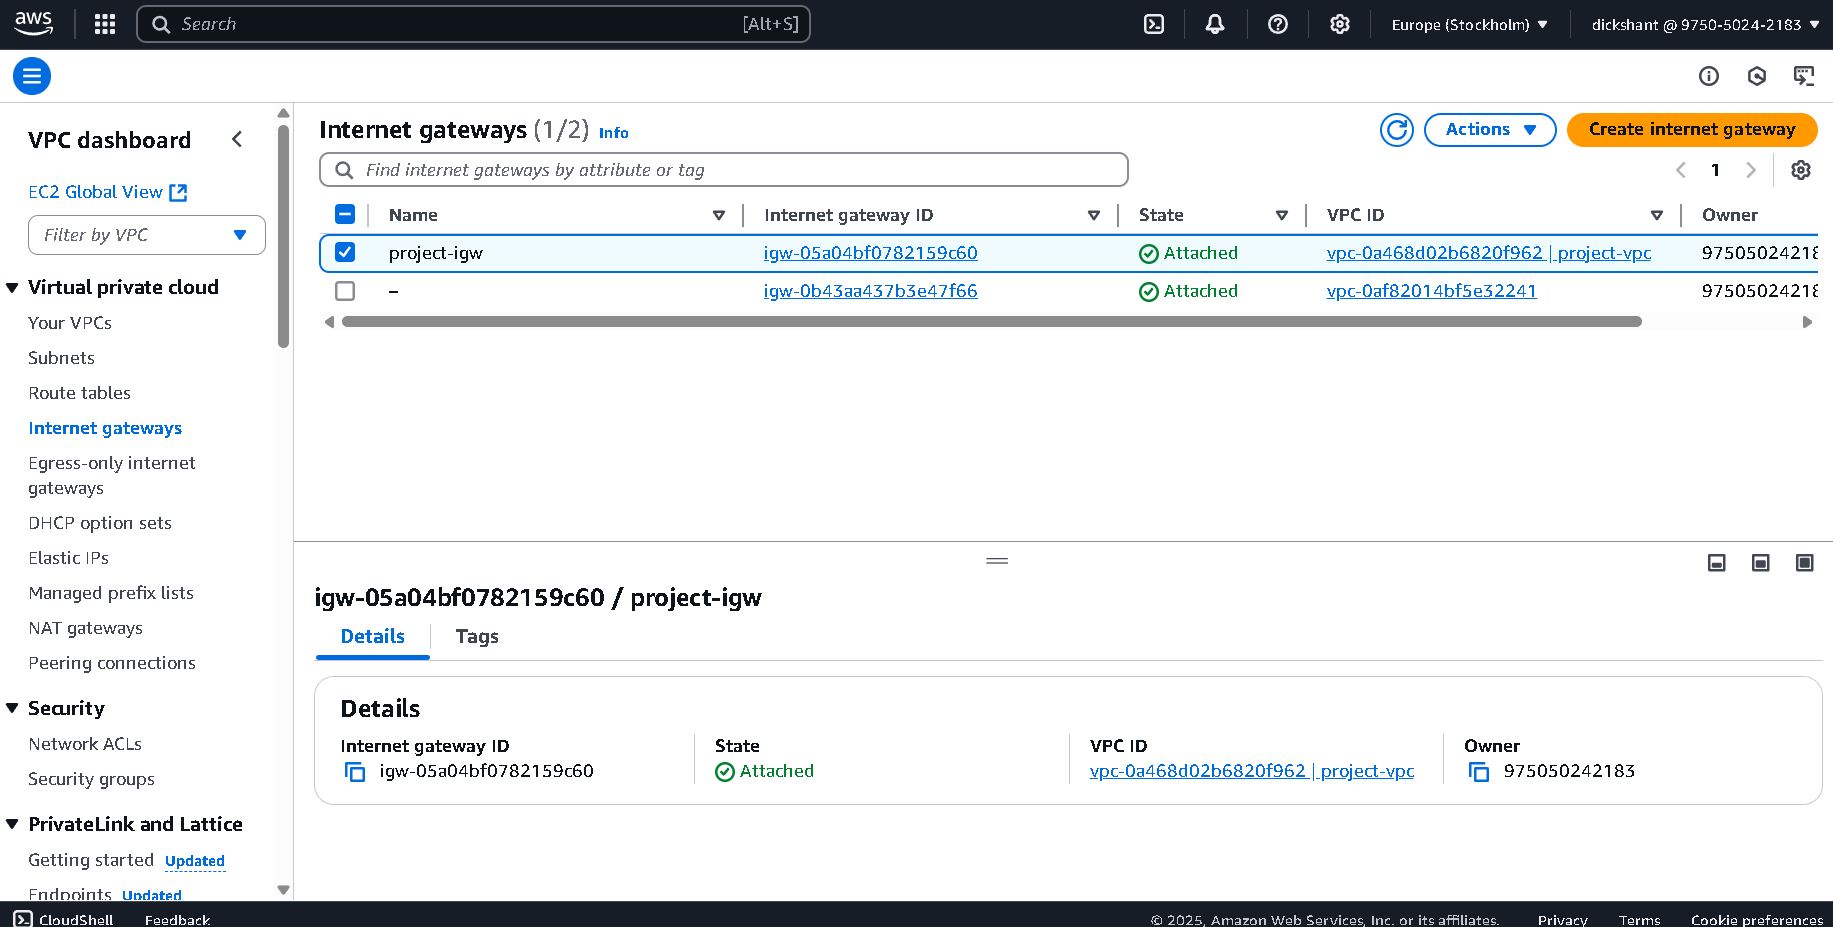 aws
Search [Alt+S]
Europe (Stockholm)
dickshant @ 9750-5024-2183
VPC dashboard
EC2 Global View
Filter by VPC
Virtual private cloud
Your VPCs
Subnets
Route tables
Internet gateways
Egress-only internet
gateways
DHCP option sets
Elastic IPs
Managed prefix lists
NAT gateways
Peering connections
Security
Network ACLs
Security groups
PrivateLink and Lattice
Getting started Updated
Endpoints Updated
Internet gateways (1/2) Info
Actions
Create internet gateway
Find internet gateways by attribute or tag
1
Name Internet gateway ID State VPC ID Owner
project-igw igw-05a04bf0782159c60 Attached vpc-0a468d02b6820f962 | project-vpc 97505024218
– igw-0b43aa437b3e47f66 Attached vpc-0af82014bf5e32241 97505024218
igw-05a04bf0782159c60 / project-igw
Details Tags
Details
Internet gateway ID State VPC ID Owner
igw-05a04bf0782159c60 Attached vpc-0a468d02b6820f962 | project-vpc 975050242183
CloudShell Feedback © 2025, Amazon Web Services, Inc. or its affiliates. Privacy Terms Cookie preferences